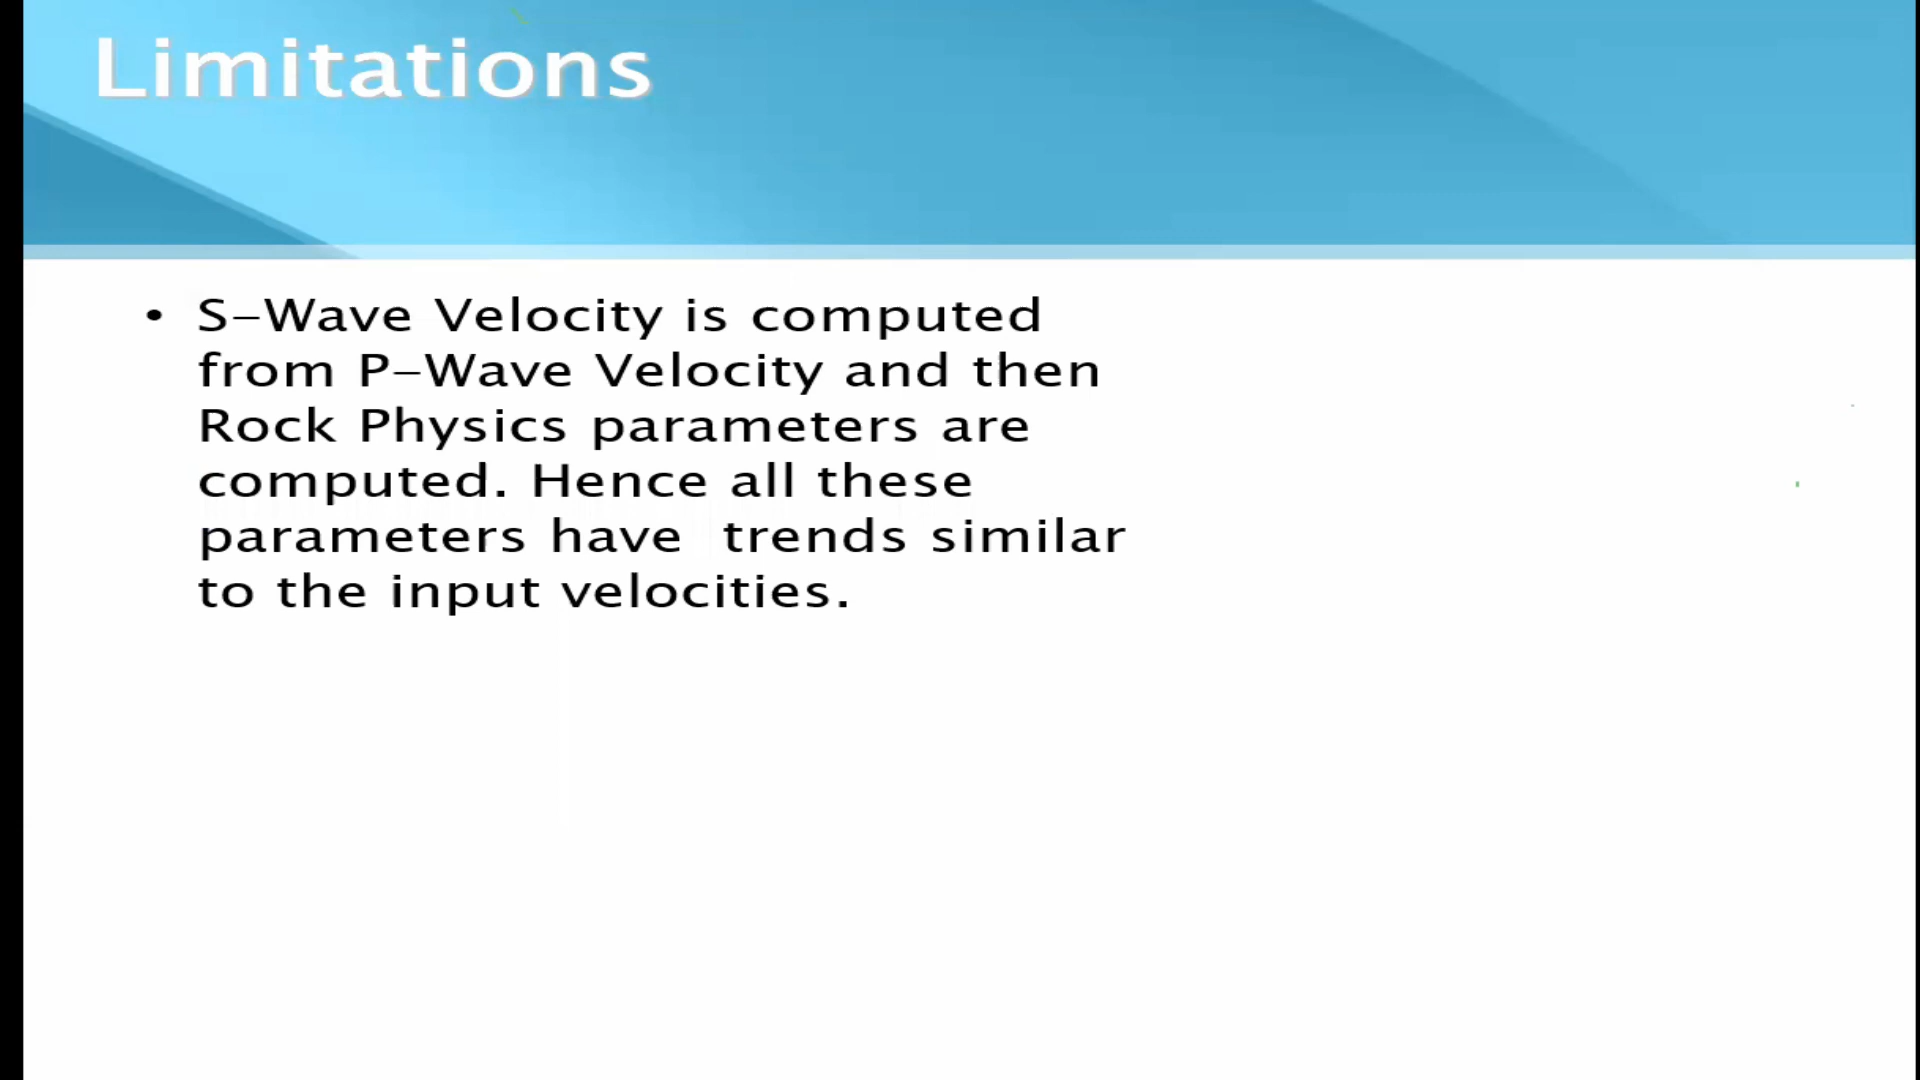 Limitations
• S-Wave Velocity is computed
from P-Wave Velocity and then
Rock Physics parameters are
computed. Hence all these
parameters have  trends similar
to the input velocities.